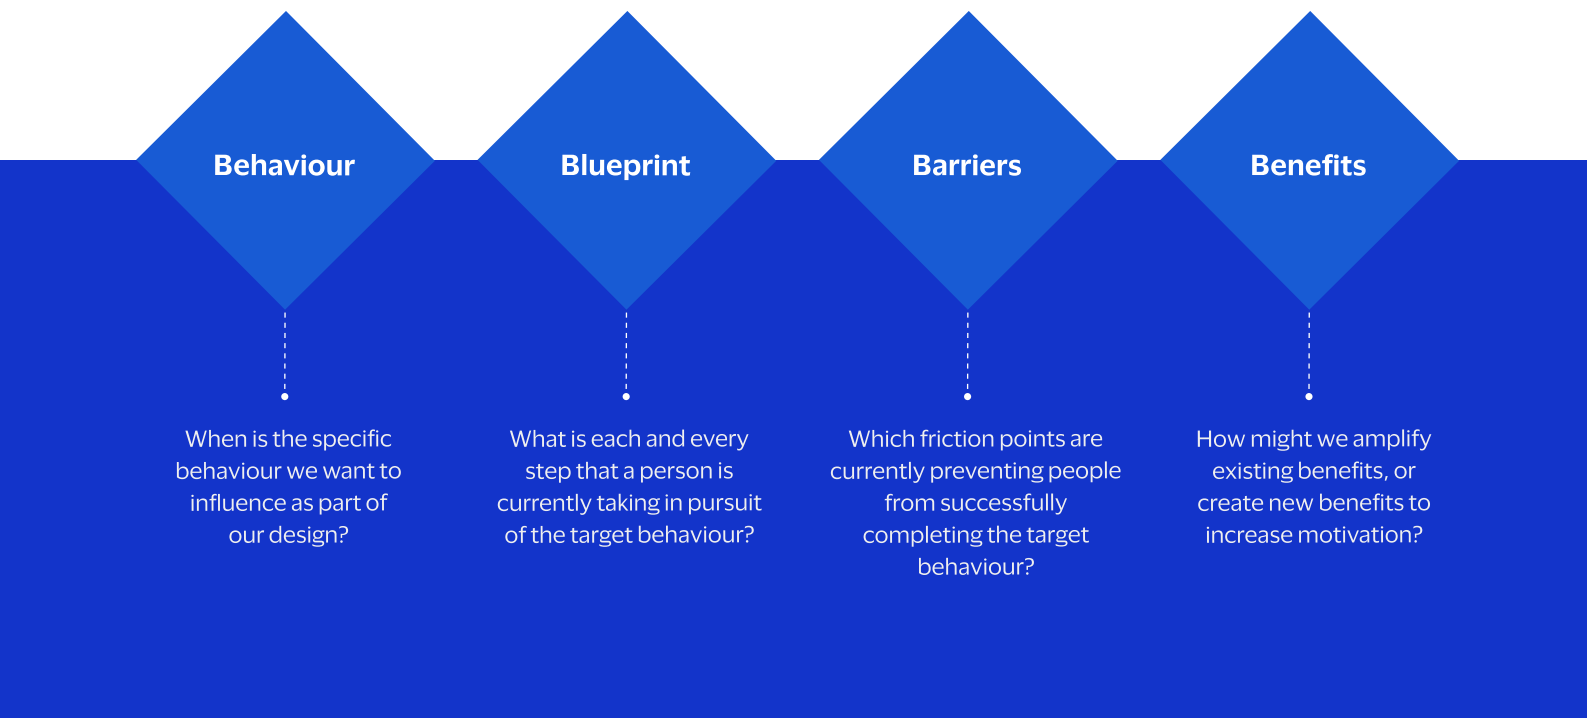 Behaviour
When is the specific
behaviour we want to
influence as part of
our design?
Blueprint
What is each and every
step that a person is
currently taking in pursuit
of the target behaviour?
Barriers
Which friction points are
currently preventing people
from successfully
completing the target
behaviour?
Benefits
How might we amplify
existing benefits, or
create new benefits to
increase motivation?